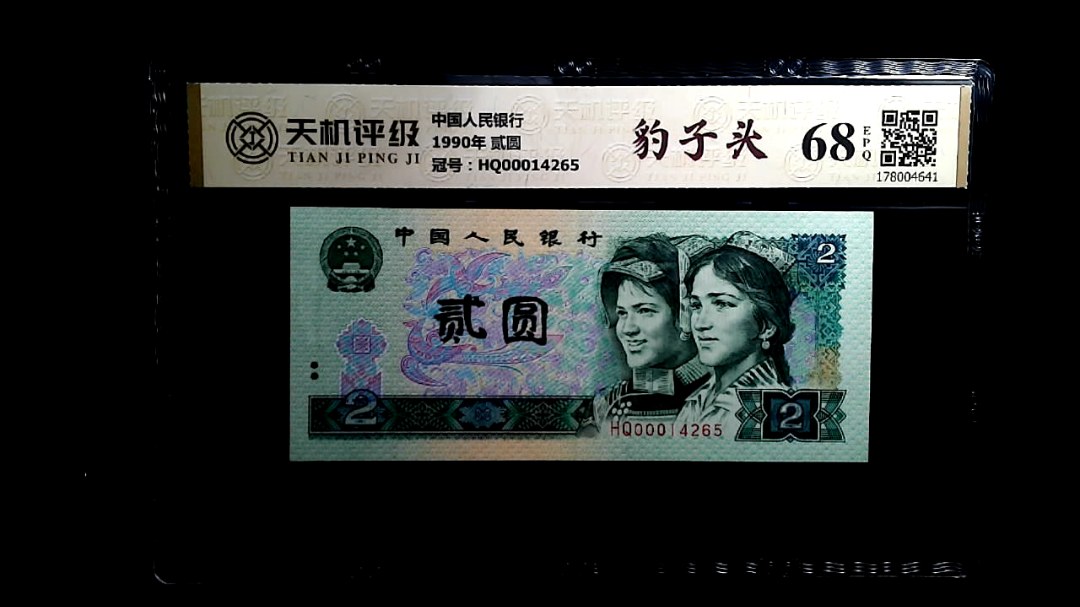 天机评级
TIAN JI PING JI
中国人民银行
1990年 贰圆
冠号：HQ00014265
豹子头
68
EPQ
178004641
中国人民银行
2
贰圆
2
HQ00014265
2